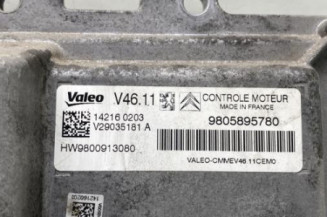 Valeo V46.11 CONTROLE MOTEUR
MADE IN FRANCE
14216 0203
V29035181 A
9805895780
HW9800913080
VALEO-CMMEV46 11CEM0